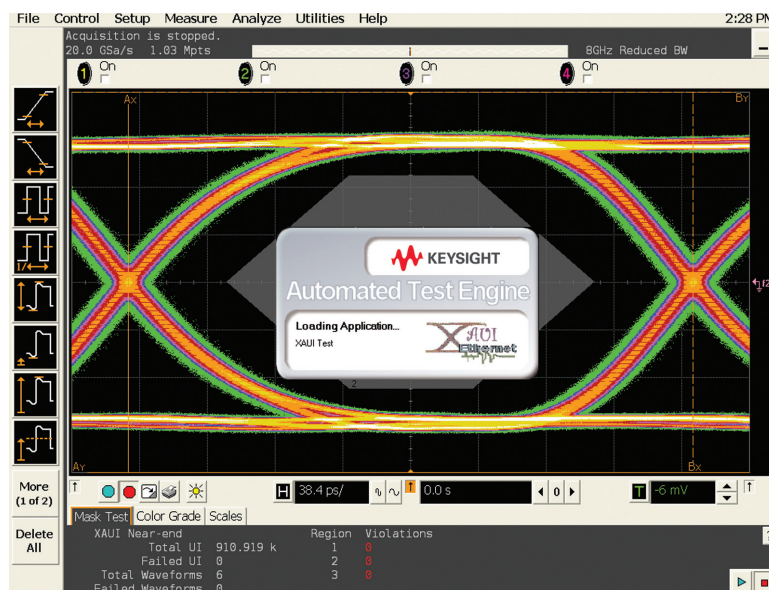 File Control Setup Measure Analyze Utilities Help 2:28 PM
Acquisition is stopped.
20.0 GSa/s 1.03 Mpts 8GHz Reduced BW
1 On 2 On 3 On 4 On
Ax By
KEYSIGHT
Automated Test Engine
Loading Application...
XAUI Test
XAUI
Ethernet
2
Ay Bx
More
(1 of 2)
Delete
All
H 38.4 ps/ 0.0 s 0 T -6 mV
Mask Test Color Grade Scales
XAUI Near-end Region Violations
Total UI 910.919 k 1 0
Failed UI 0 2 0
Total Waveforms 6 3 0
Failed Waveforms 0